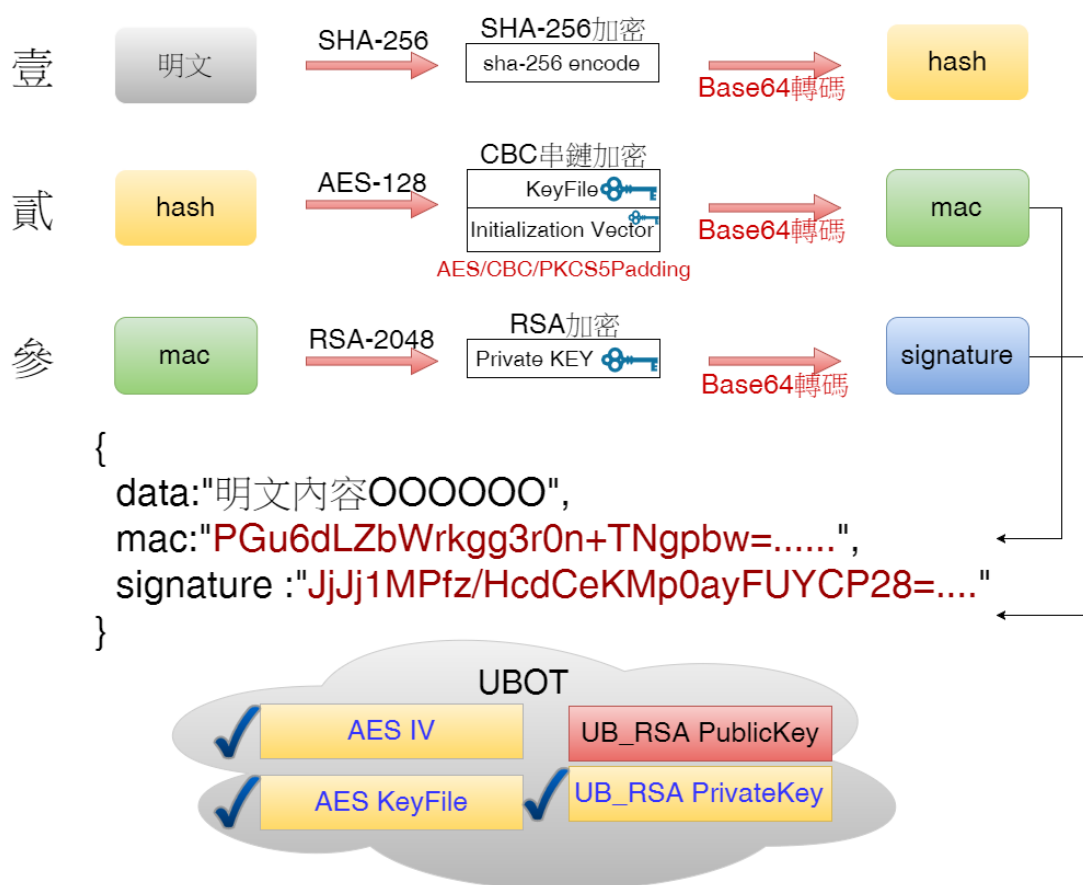 壹
明文
SHA-256
SHA-256加密
sha-256 encode
Base64轉碼
hash
貳
hash
AES-128
CBC串鏈加密
KeyFile
Initialization Vector
AES/CBC/PKCS5Padding
Base64轉碼
mac
參
mac
RSA-2048
RSA加密
Private KEY
Base64轉碼
signature
{
data:"明文內容OOOOOO",
mac:"PGu6dLZbWrkgg3r0n+TNgpbw=......",
signature :"JjJj1MPfz/HcdCeKMp0ayFUYCP28=...."
}
UBOT
AES IV
UB_RSA PublicKey
AES KeyFile
UB_RSA PrivateKey